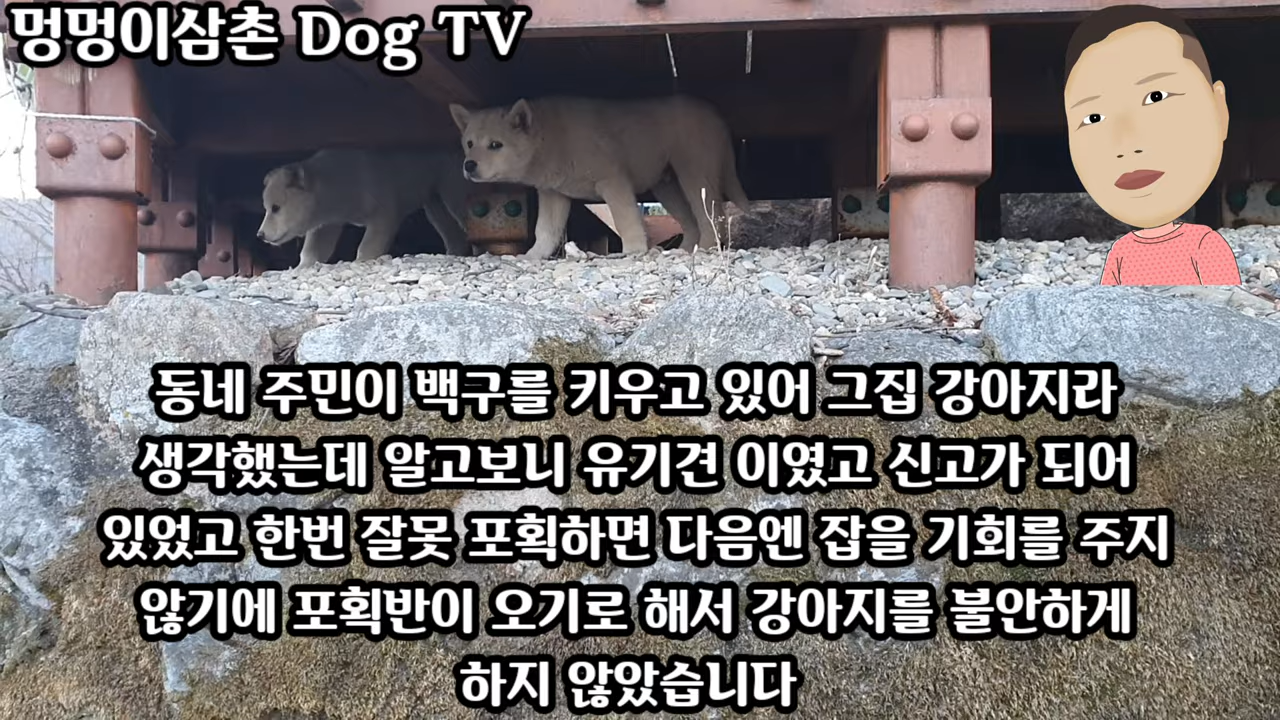 멍멍이삼촌 Dog TV
동네 주민이 백구를 키우고 있어 그집 강아지라
생각했는데 알고보니 유기견 이였고 신고가 되어
있었고 한번 잘못 포획하면 다음엔 잡을 기회를 주지
않기에 포획반이 오기로 해서 강아지를 불안하게
하지 않았습니다